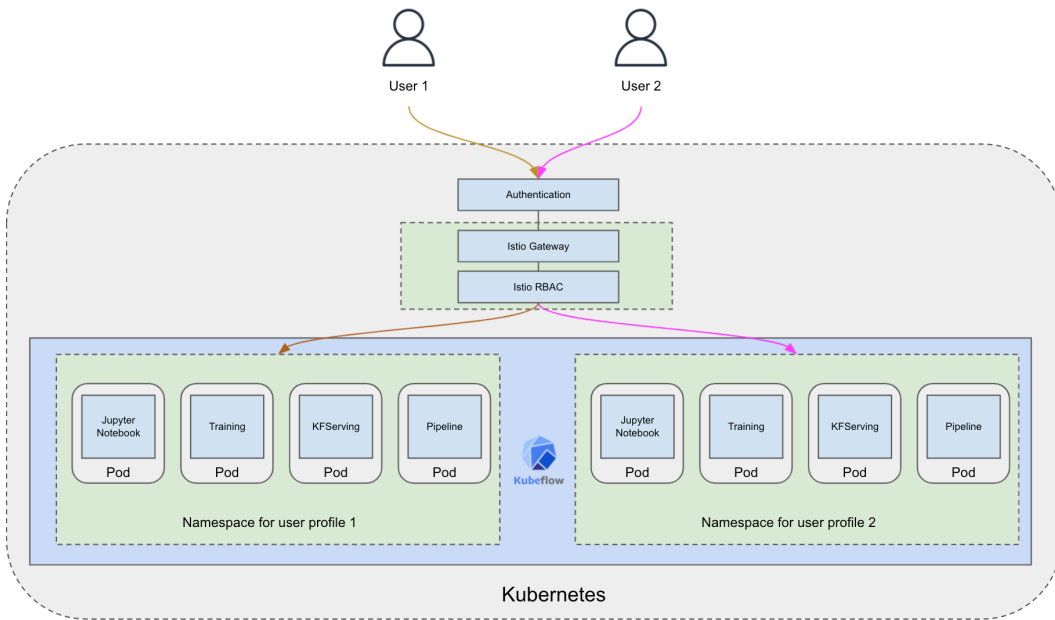 User 1
User 2
Authentication
Istio Gateway
Istio RBAC
Jupyter
Notebook
Pod
Training
Pod
KFServing
Pod
Pipeline
Pod
Namespace for user profile 1
Kubeflow
Jupyter
Notebook
Pod
Training
Pod
KFServing
Pod
Pipeline
Pod
Namespace for user profile 2
Kubernetes